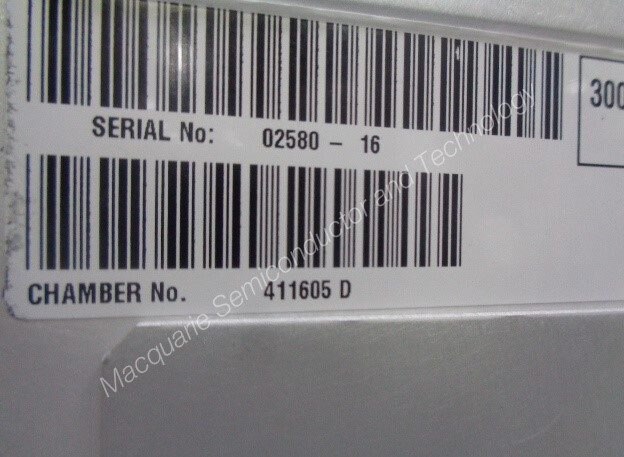 SERIAL No: 02580 - 16
300
CHAMBER No. 411605 D
Macquarie Semiconductor and Technology